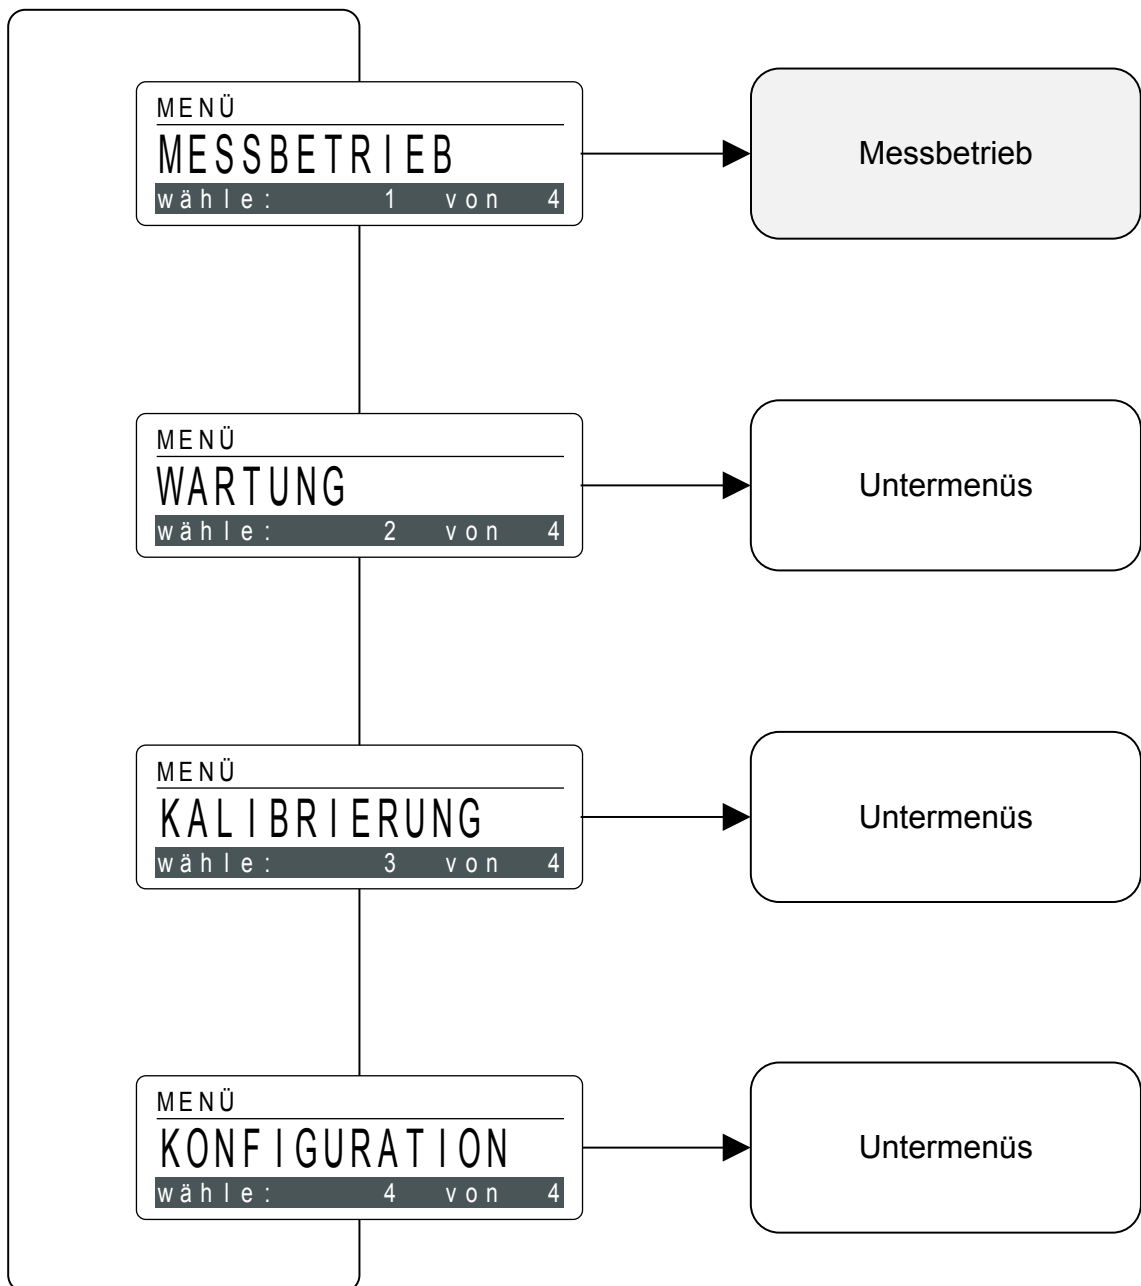 MENÜ
MESSBETRIEB
wähle: 1 von 4
Messbetrieb
MENÜ
WARTUNG
wähle: 2 von 4
Untermenüs
MENÜ
KALIBRIERUNG
wähle: 3 von 4
Untermenüs
MENÜ
KONFIGURATION
wähle: 4 von 4
Untermenüs